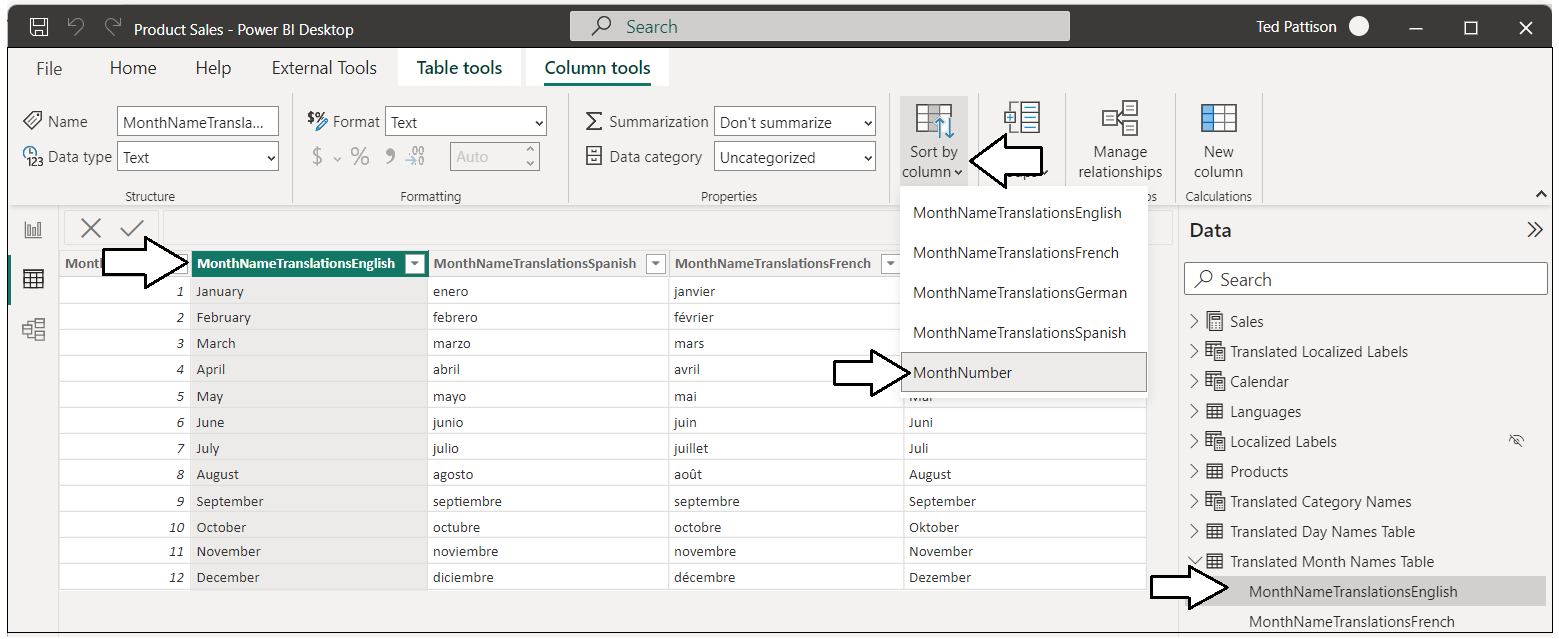 Product Sales - Power BI Desktop
Search
Ted Pattison
File Home Help External Tools Table tools Column tools
Name MonthNameTransla...
Data type Text
Structure
$% Format Text
$ % 9 .00 →0 Auto
Formatting
Summarization Don't summarize
Data category Uncategorized
Properties
Sort by
column
Manage
relationships
New
column
Calculations
MonthNameTranslationsEnglish
MonthNameTranslationsFrench
MonthNameTranslationsGerman
MonthNameTranslationsSpanish
MonthNumber
MonthNameTranslationsEnglish MonthNameTranslationsSpanish MonthNameTranslationsFrench
1 January enero janvier
2 February febrero février
3 March marzo mars
4 April abril avril
5 May mayo mai Mai
6 June junio juin Juni
7 July julio juillet Juli
8 August agosto août August
9 September septiembre septembre September
10 October octubre octobre Oktober
11 November noviembre novembre November
12 December diciembre décembre Dezember
Data
Search
Sales
Translated Localized Labels
Calendar
Languages
Localized Labels
Products
Translated Category Names
Translated Day Names Table
Translated Month Names Table
MonthNameTranslationsEnglish
MonthNameTranslationsFrench